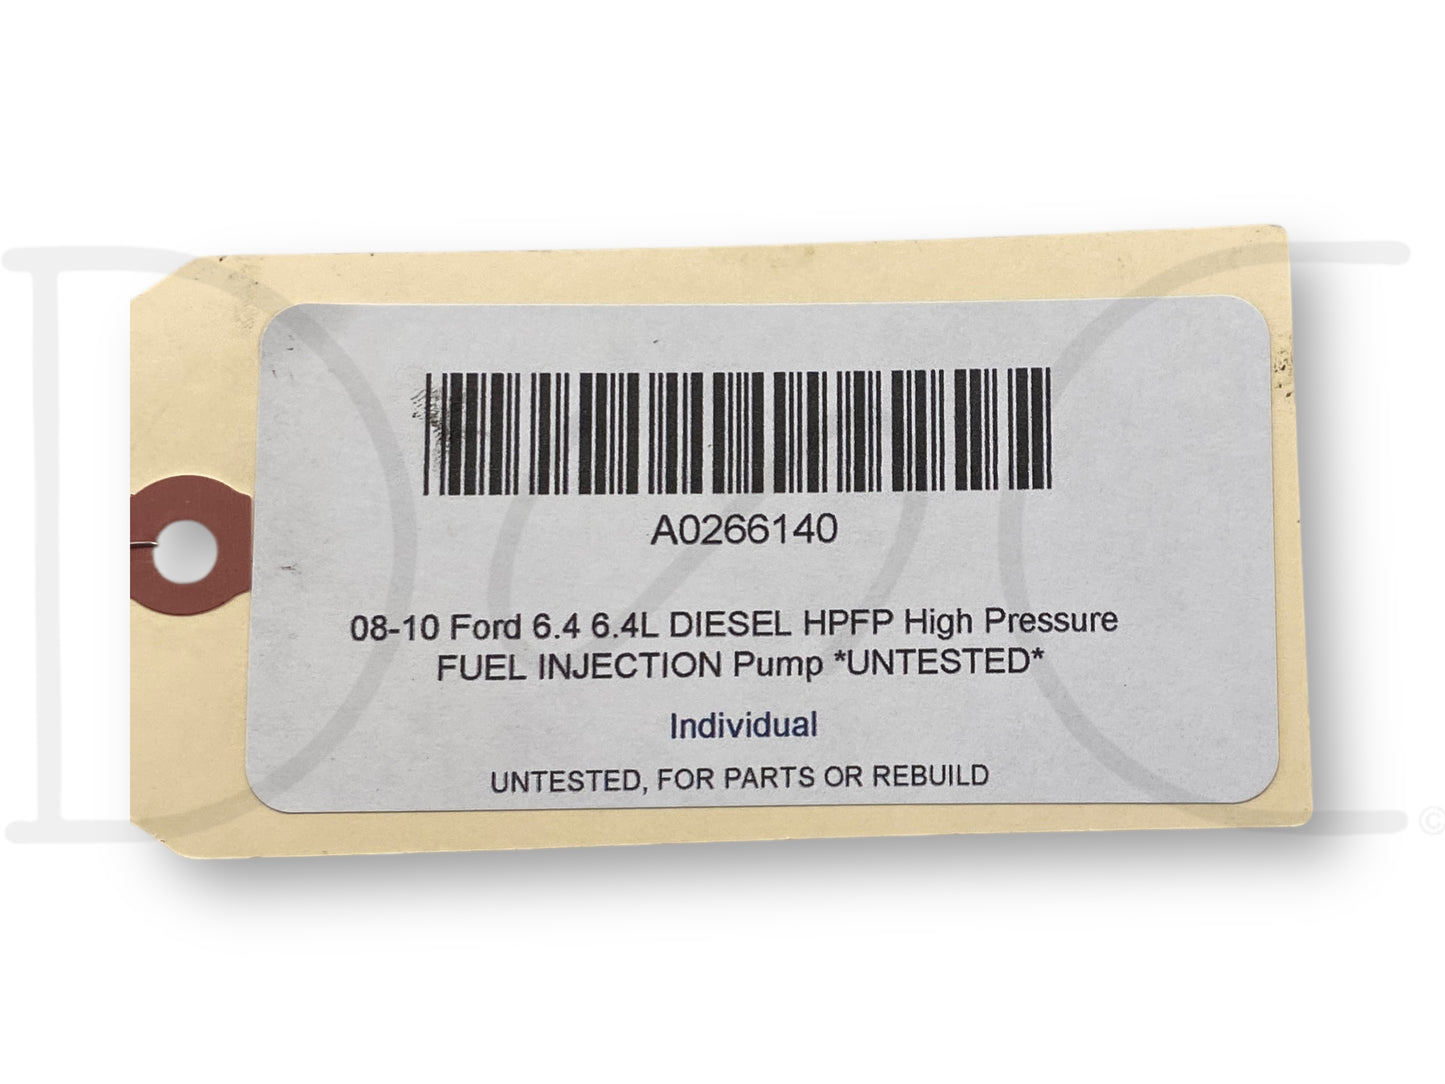 A0266140
08-10 Ford 6.4 6.4L DIESEL HPFP High Pressure
FUEL INJECTION Pump *UNTESTED*
Individual
UNTESTED, FOR PARTS OR REBUILD
©